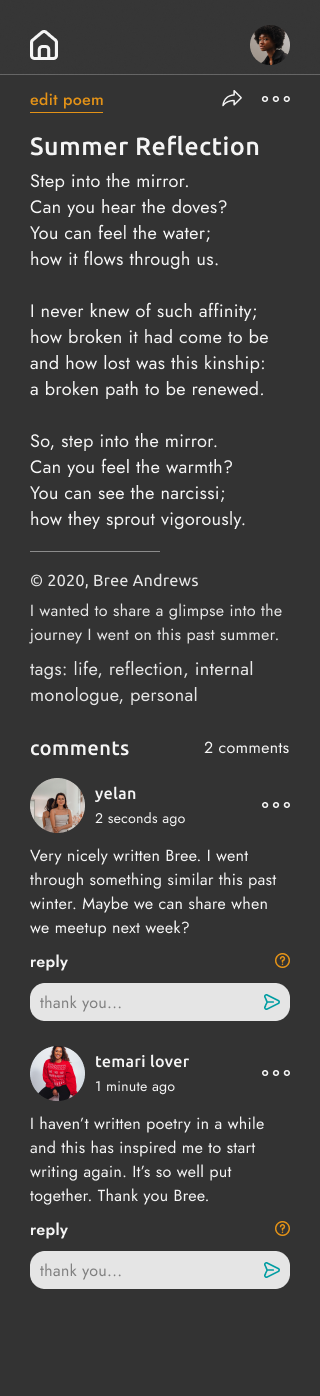 edit poem
Summer Reflection
Step into the mirror.
Can you hear the doves?
You can feel the water;
how it flows through us.
I never knew of such affinity;
how broken it had come to be
and how lost was this kinship:
a broken path to be renewed.
So, step into the mirror.
Can you feel the warmth?
You can see the narcissi;
how they sprout vigorously.
© 2020, Bree Andrews
I wanted to share a glimpse into the
journey I went on this past summer.
tags: life, reflection, internal
monologue, personal
comments 2 comments
yelan
2 seconds ago
Very nicely written Bree. I went
through something similar this past
winter. Maybe we can share when
we meetup next week?
reply ?
thank you...
temari lover
1 minute ago
I haven’t written poetry in a while
and this has inspired me to start
writing again. It’s so well put
together. Thank you Bree.
reply ?
thank you...